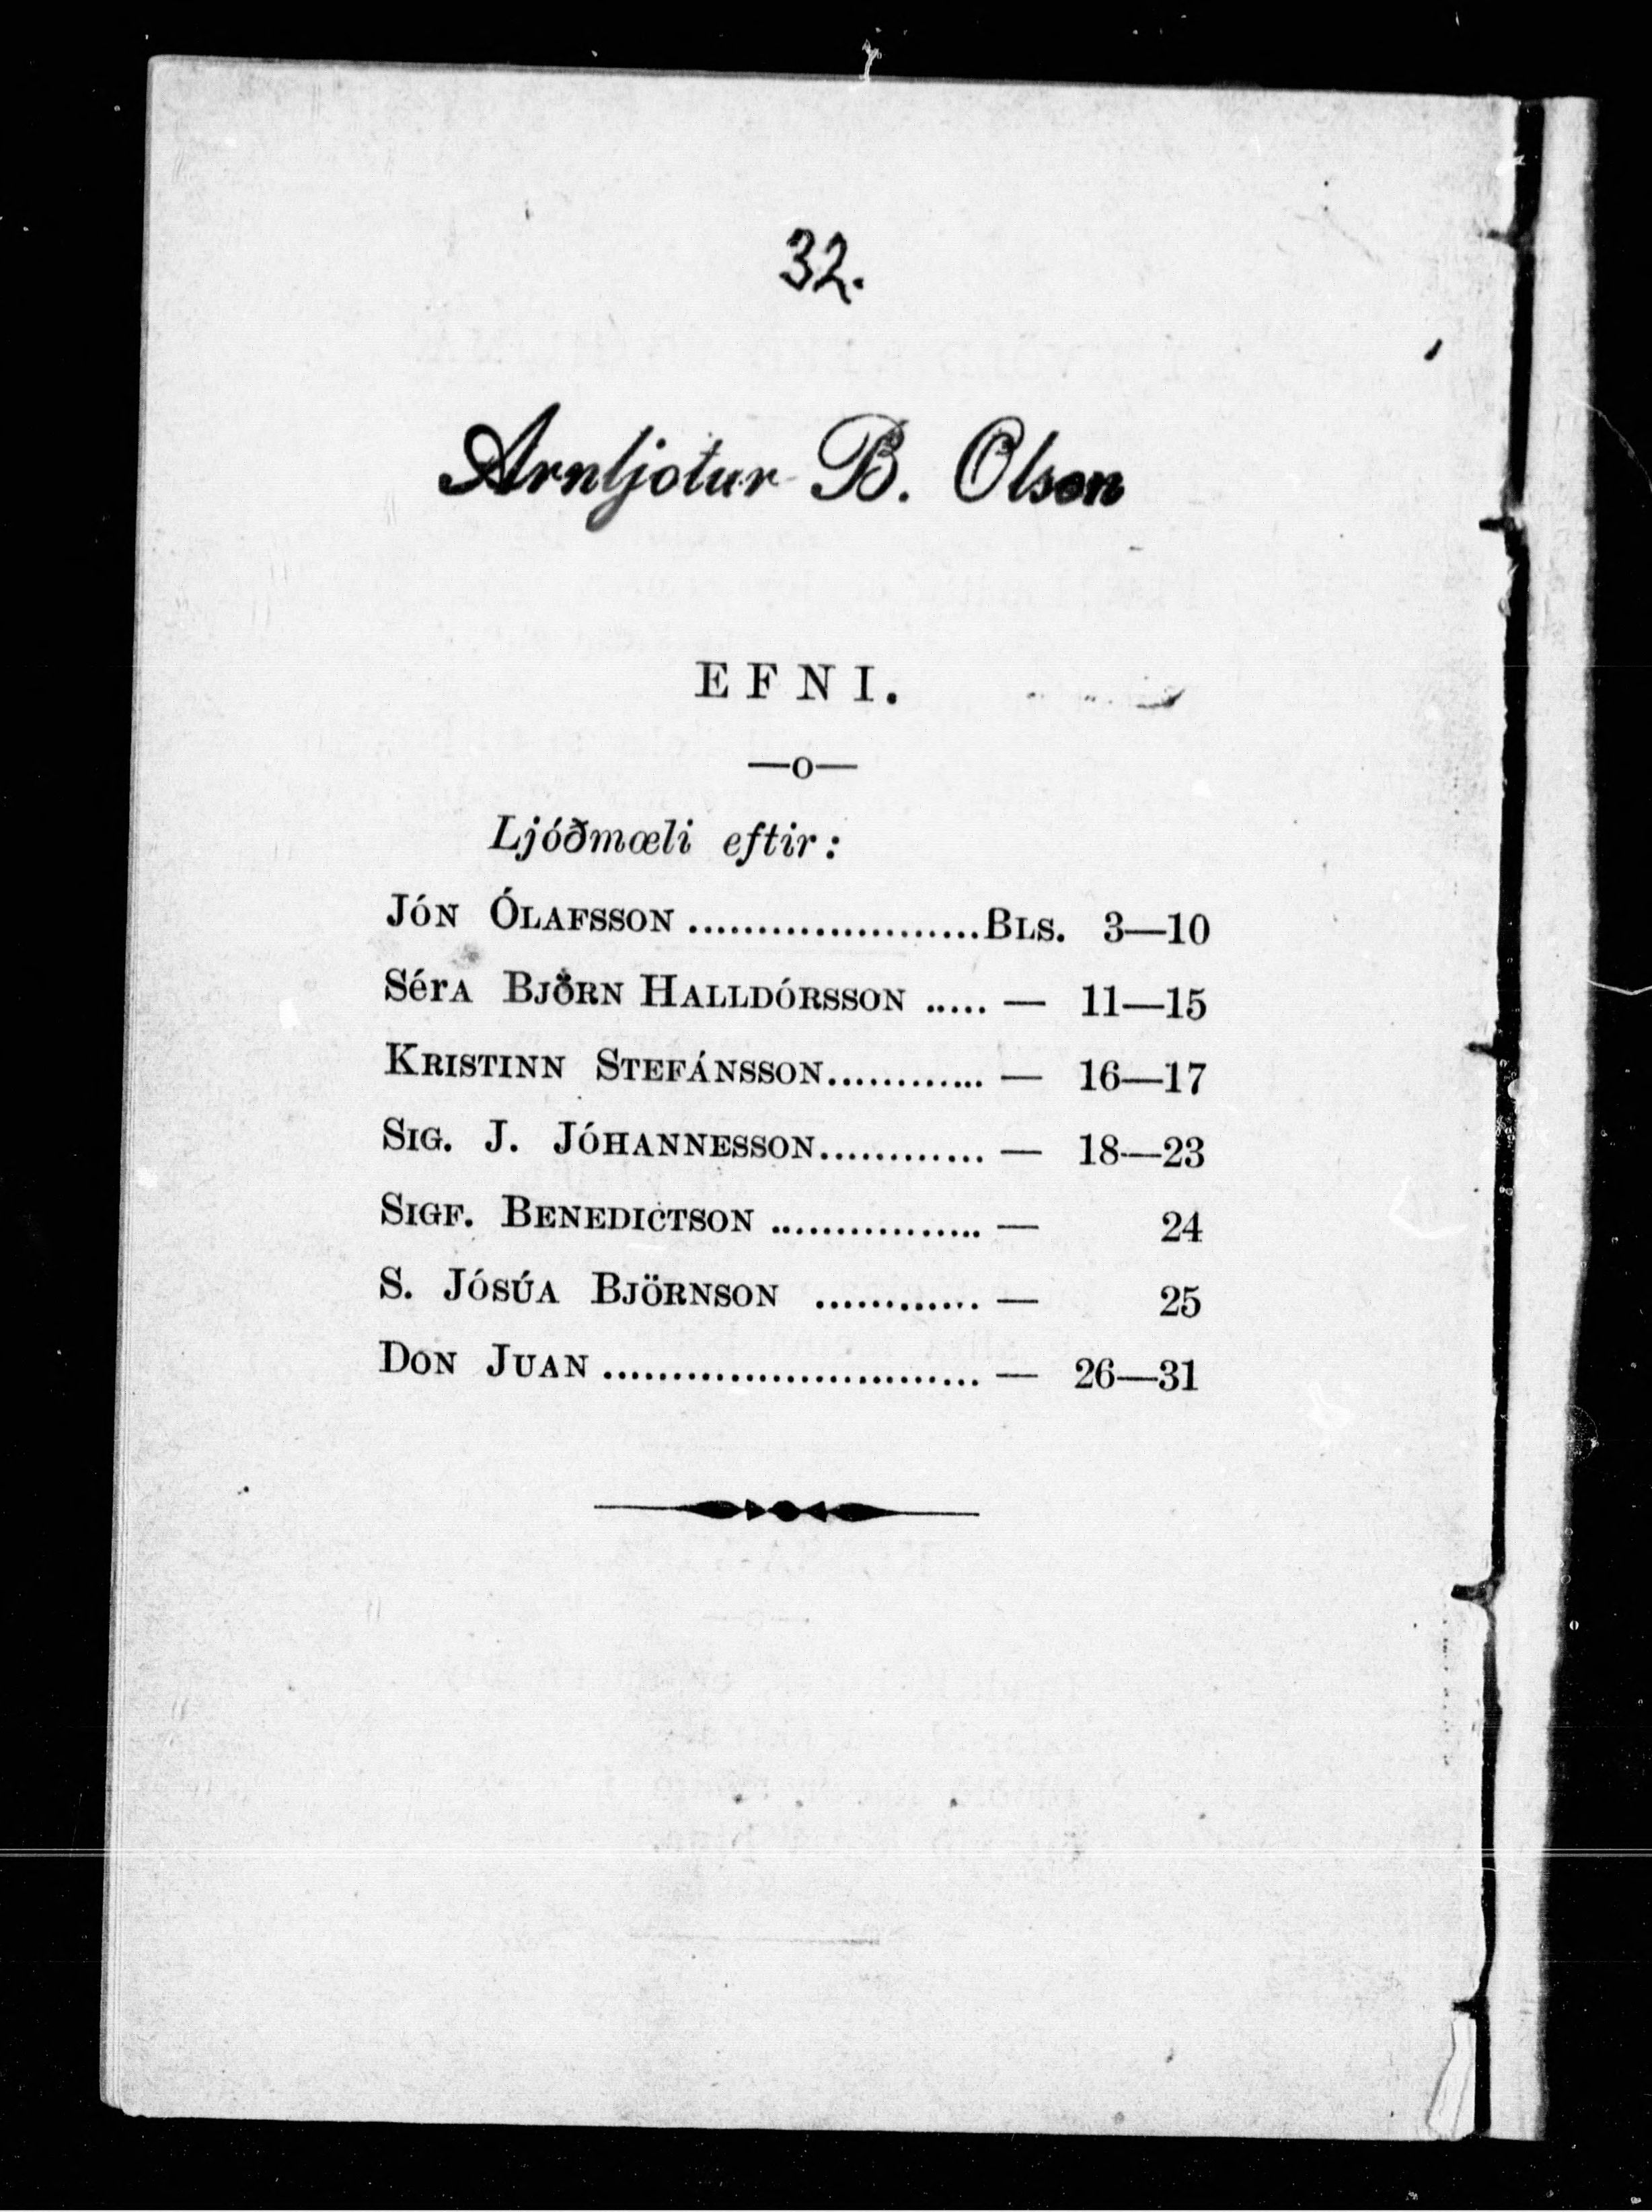 32.
Arnljotur B. Olson
EFNI.
—o—
Ljóðmæli eftir:
JÓN ÓLAFSSON.....................BLS. 3—10
SéRA BJÖRN HALLDÓRSSON ..... — 11—15
KRISTINN STEFÁNSSON............ — 16—17
SIG. J. JÓHANNESSON............ — 18—23
SIGF. BENEDICTSON ................ — 24
S. JÓSÚA BJÖRNSON ............ — 25
DON JUAN........................... — 26—31